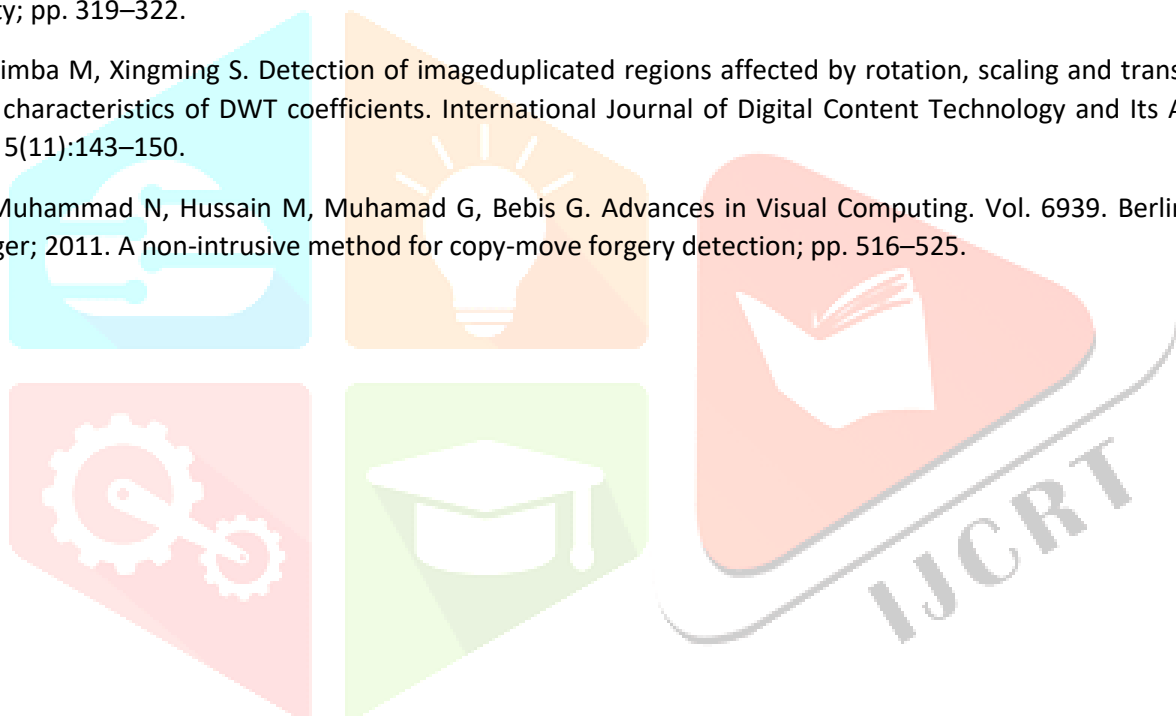 ty; pp. 319–322.
imba M, Xingming S. Detection of imageduplicated regions affected by rotation, scaling and trans
characteristics of DWT coefficients. International Journal of Digital Content Technology and Its A
5(11):143–150.
Muhammad N, Hussain M, Muhamad G, Bebis G. Advances in Visual Computing. Vol. 6939. Berlin
ger; 2011. A non-intrusive method for copy-move forgery detection; pp. 516–525.
IJCRT